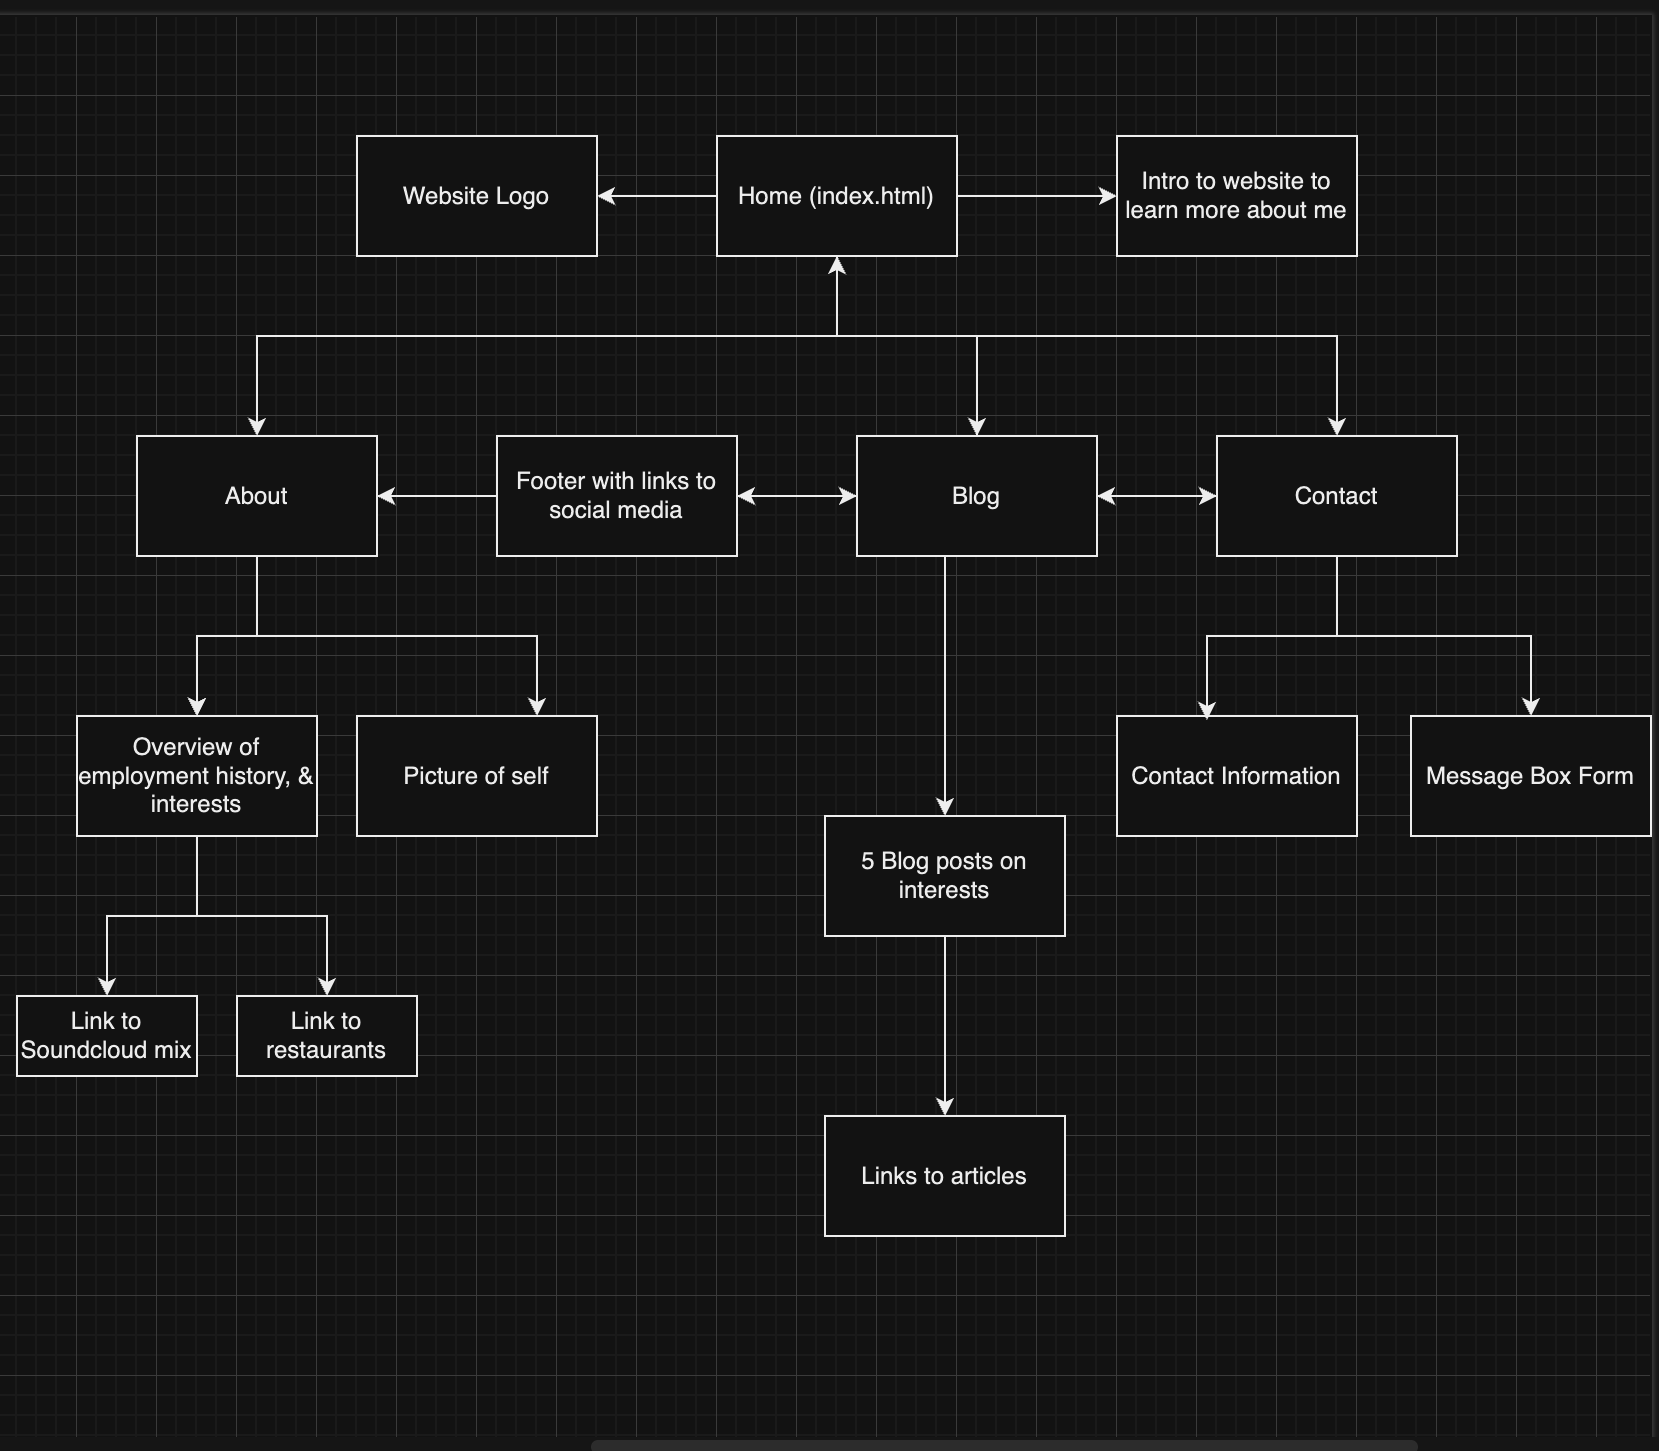 Website Logo
Home (index.html)
Intro to website to
learn more about me
About
Footer with links to
social media
Blog
Contact
Overview of
employment history, &
interests
Picture of self
Contact Information
Message Box Form
5 Blog posts on
interests
Link to
Soundcloud mix
Link to
restaurants
Links to articles